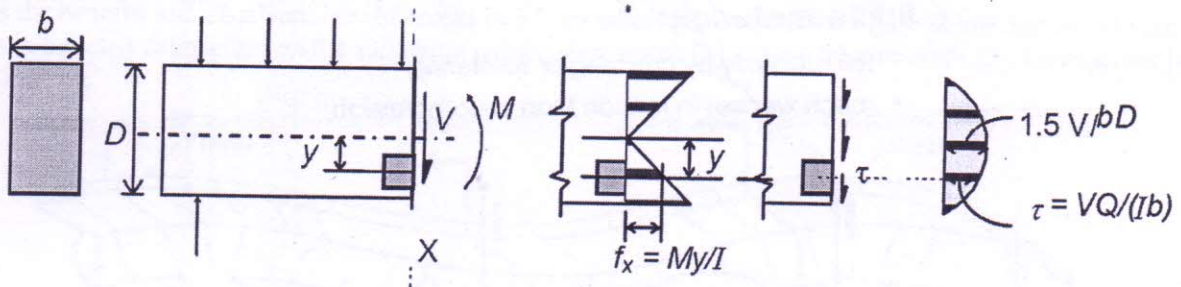 b
D
y
V
M
X
y
f_x = My/I
τ
1.5 V/bD
τ = VQ/(Ib)